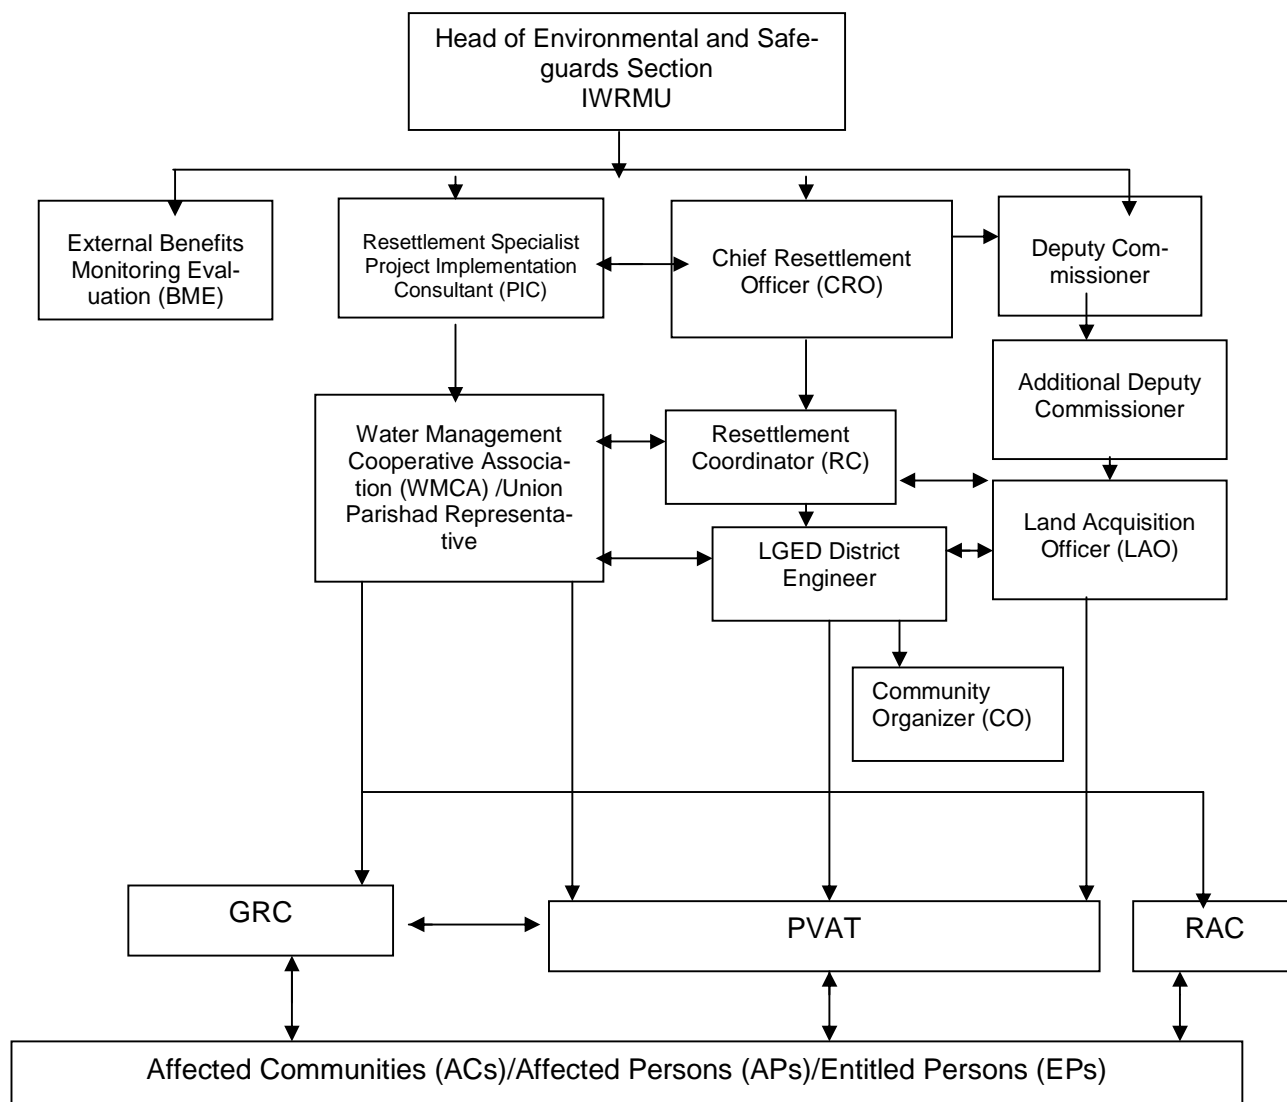 Head of Environmental and Safe-
guards Section
IWRMU
External Benefits
Monitoring Eval-
uation (BME)
Resettlement Specialist
Project Implementation
Consultant (PIC)
Chief Resettlement
Officer (CRO)
Deputy Com-
missioner
Additional Deputy
Commissioner
Water Management
Cooperative Associa-
tion (WMCA) /Union
Parishad Representa-
tive
Resettlement
Coordinator (RC)
Land Acquisition
Officer (LAO)
LGED District
Engineer
Community
Organizer (CO)
GRC
PVAT
RAC
Affected Communities (ACs)/Affected Persons (APs)/Entitled Persons (EPs)